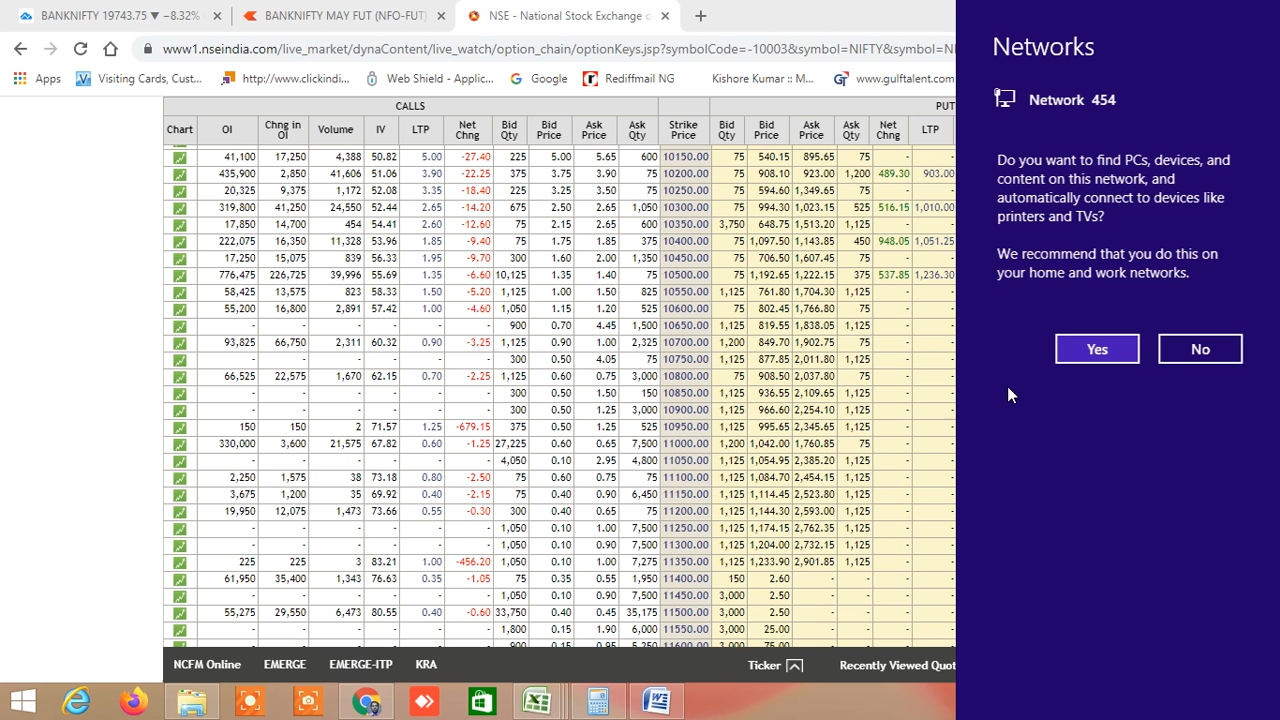 BANKNIFTY 19743.75 ▼ −8.32% BANKNIFTY MAY FUT (NFO-FUT) NSE - National Stock Exchange
www1.nseindia.com/live_market/dynaContent/live_watch/option_chain/optionKeys.jsp?symbolCode=-10003&symbol=NIFTY&symbol=
Apps Visiting Cards, Cust... http://www.clickindi... Web Shield - Applic... Google Rediffmail NG Kishore Kumar :: M... www.gulftalent.com
CALLS PUT
Chart OI Chng in OI Volume IV LTP Net Chng Bid Qty Bid Price Ask Price Ask Qty Strike Price Bid Qty Bid Price Ask Price Ask Qty Net Chng LTP
41,100 17,250 4,388 50.82 5.00 -27.40 225 5.00 5.65 600 10150.00 75 540.15 895.65 75 - -
435,900 2,850 41,606 51.06 3.90 -22.25 375 3.75 3.90 75 10200.00 75 908.10 923.00 1,200 489.30 903.00
20,325 9,375 1,172 52.08 3.35 -18.40 225 3.25 3.50 75 10250.00 75 594.60 1,349.65 75 - -
319,800 41,250 24,550 52.44 2.65 -14.20 675 2.50 2.65 1,050 10300.00 75 994.30 1,023.15 525 516.15 1,010.00
17,850 14,700 454 54.41 2.60 -12.60 75 2.15 2.65 600 10350.00 3,750 648.75 1,513.20 1,125 - -
222,075 16,350 11,328 53.96 1.85 -9.40 75 1.75 1.85 375 10400.00 75 1,097.50 1,143.85 450 948.05 1,051.25
17,250 15,075 839 56.33 1.95 -9.70 300 1.60 2.00 1,350 10450.00 75 706.50 1,607.45 75 - -
776,475 226,725 39,996 55.69 1.35 -6.60 10,125 1.35 1.40 75 10500.00 75 1,192.65 1,222.15 375 537.85 1,236.30
58,425 13,575 823 58.33 1.50 -5.20 1,125 1.00 1.50 825 10550.00 1,125 761.80 1,704.30 1,125 - -
55,200 16,800 2,891 57.42 1.00 -4.60 1,050 1.15 1.20 525 10600.00 75 802.45 1,766.80 75 - -
- - - - - - 900 0.70 4.45 1,500 10650.00 1,125 819.55 1,838.05 1,125 - -
93,825 66,750 2,311 60.32 0.90 -3.25 1,125 0.90 1.00 2,325 10700.00 1,125 849.70 1,902.75 75 - -
- - - - - - 300 0.50 4.05 75 10750.00 1,125 877.85 2,011.80 1,125 - -
66,525 22,575 1,670 62.15 0.70 -2.25 1,125 0.60 0.75 3,000 10800.00 75 908.50 2,037.80 75 - -
- - - - - - 300 0.50 1.50 150 10850.00 1,125 936.55 2,109.65 1,125 - -
- - - - - - 300 0.50 1.25 3,000 10900.00 1,125 966.60 2,254.10 1,125 - -
150 150 2 71.57 1.25 -679.15 375 0.50 1.25 525 10950.00 1,125 995.65 2,345.65 1,125 - -
330,000 3,600 21,575 67.82 0.60 -1.25 27,225 0.60 0.65 7,500 11000.00 1,200 1,042.00 1,760.85 75 - -
- - - - - - 4,050 0.10 2.95 4,800 11050.00 1,125 1,054.95 2,385.20 1,125 - -
2,250 1,575 38 73.18 0.80 -2.50 75 0.60 0.75 75 11100.00 1,125 1,084.70 2,454.15 1,125 - -
3,675 1,200 35 69.92 0.40 -2.15 75 0.40 0.90 6,450 11150.00 1,125 1,114.45 2,523.80 1,125 - -
19,950 12,075 1,473 73.66 0.55 -0.30 300 0.40 0.65 75 11200.00 1,125 1,144.30 2,593.00 1,125 - -
- - - - - - 1,050 0.10 1.00 7,500 11250.00 1,125 1,174.15 2,762.35 1,125 - -
- - - - - - 1,050 0.10 0.90 7,500 11300.00 1,125 1,204.00 2,732.15 1,125 - -
225 225 3 83.21 1.00 -456.20 1,050 0.10 1.00 7,275 11350.00 1,125 1,233.90 2,901.85 1,125 - -
61,950 35,400 1,343 76.63 0.35 -1.05 75 0.35 0.55 1,950 11400.00 150 2.60 - - - -
- - - - - - 1,050 0.10 0.90 7,500 11450.00 3,000 2.50 - - - -
55,275 29,550 6,473 80.55 0.40 -0.60 33,750 0.40 0.45 35,175 11500.00 3,000 2.50 - - - -
- - - - - - 1,800 0.15 1.90 6,000 11550.00 3,000 25.00 - - - -
NCFM Online EMERGE EMERGE-ITP KRA Ticker Recently Viewed Quot
Networks
Network 454
Do you want to find PCs, devices, and
content on this network, and
automatically connect to devices like
printers and TVs?
We recommend that you do this on
your home and work networks.
Yes No